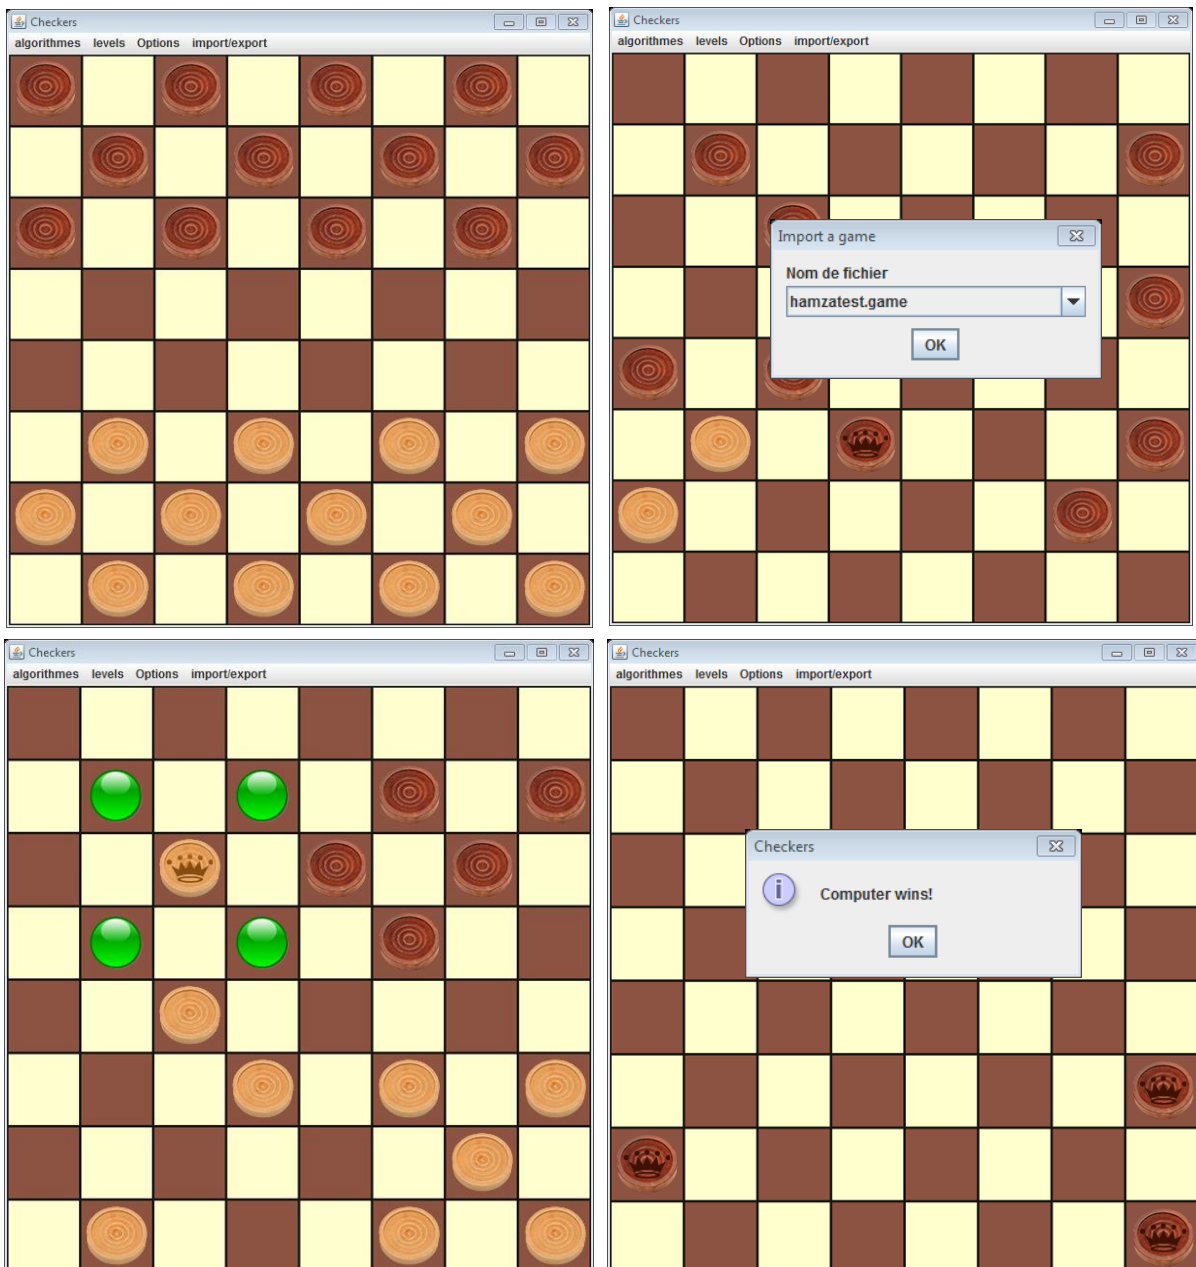 Checkers
algorithmes levels Options import/export
Checkers
algorithmes levels Options import/export
Import a game
Nom de fichier
hamzatest.game
OK
Checkers
algorithmes levels Options import/export
Checkers
algorithmes levels Options import/export
Checkers
i Computer wins!
OK